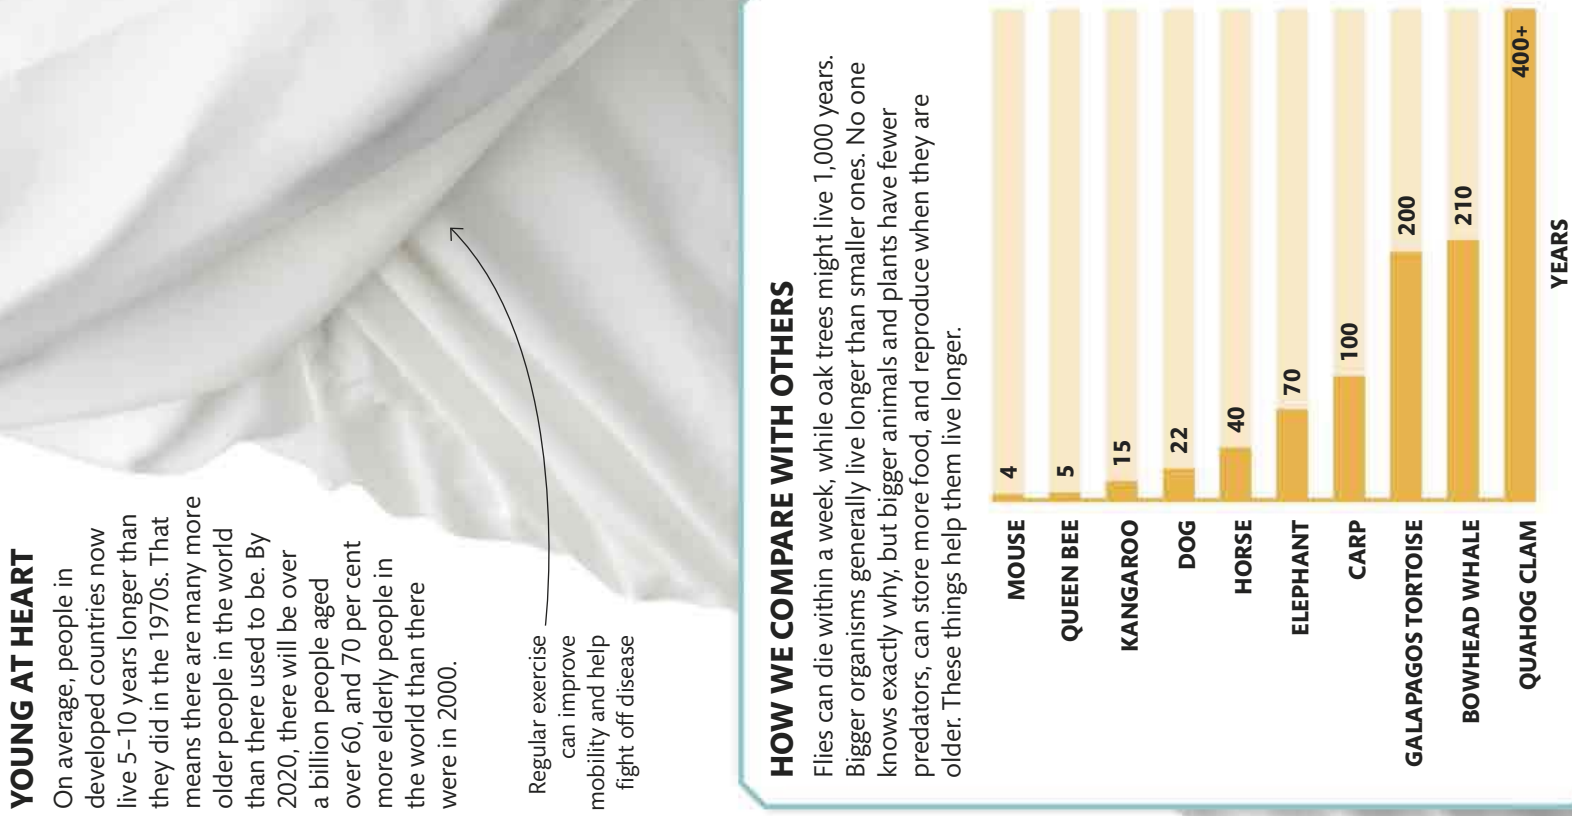 YOUNG AT HEART
On average, people in
developed countries now
live 5–10 years longer than
they did in the 1970s. That
means there are many more
older people in the world
than there used to be. By
2020, there will be over
a billion people aged
over 60, and 70 per cent
more elderly people in
the world than there
were in 2000.
Regular exercise
can improve
mobility and help
fight off disease
HOW WE COMPARE WITH OTHERS
Flies can die within a week, while oak trees might live 1,000 years.
Bigger organisms generally live longer than smaller ones. No one
knows exactly why, but bigger animals and plants have fewer
predators, can store more food, and reproduce when they are
older. These things help them live longer.
MOUSE 4
QUEEN BEE 5
KANGAROO 15
DOG 22
HORSE 40
ELEPHANT 70
CARP 100
GALAPAGOS TORTOISE 200
BOWHEAD WHALE 210
QUAHOG CLAM 400+
YEARS